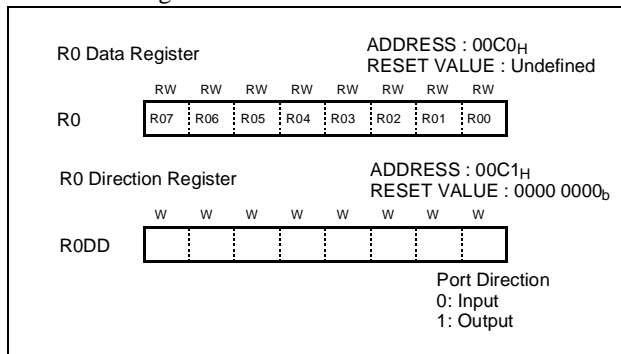 R0 Data Register
ADDRESS : 00C0H
RESET VALUE : Undefined
RW RW RW RW RW RW RW RW
R0 R07 R06 R05 R04 R03 R02 R01 R00
R0 Direction Register
ADDRESS : 00C1H
RESET VALUE : 0000 0000b
W W W W W W W W
R0DD
Port Direction
0: Input
1: Output